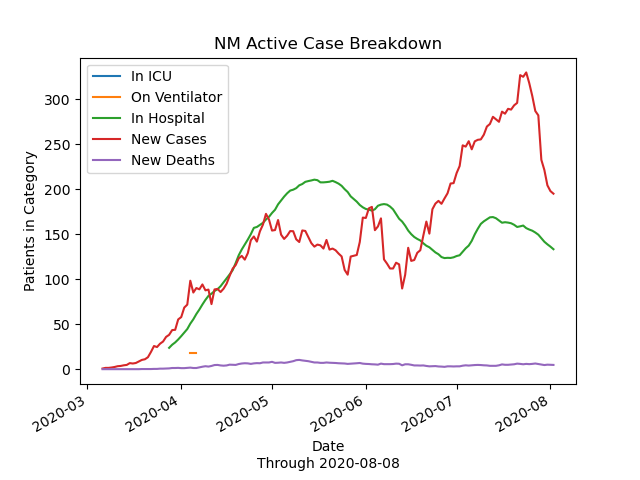 NM Active Case Breakdown
In ICU
On Ventilator
In Hospital
New Cases
New Deaths
Patients in Category
300
250
200
150
100
50
0
2020-03
2020-04
2020-05
2020-06
2020-07
2020-08
Date
Through 2020-08-08